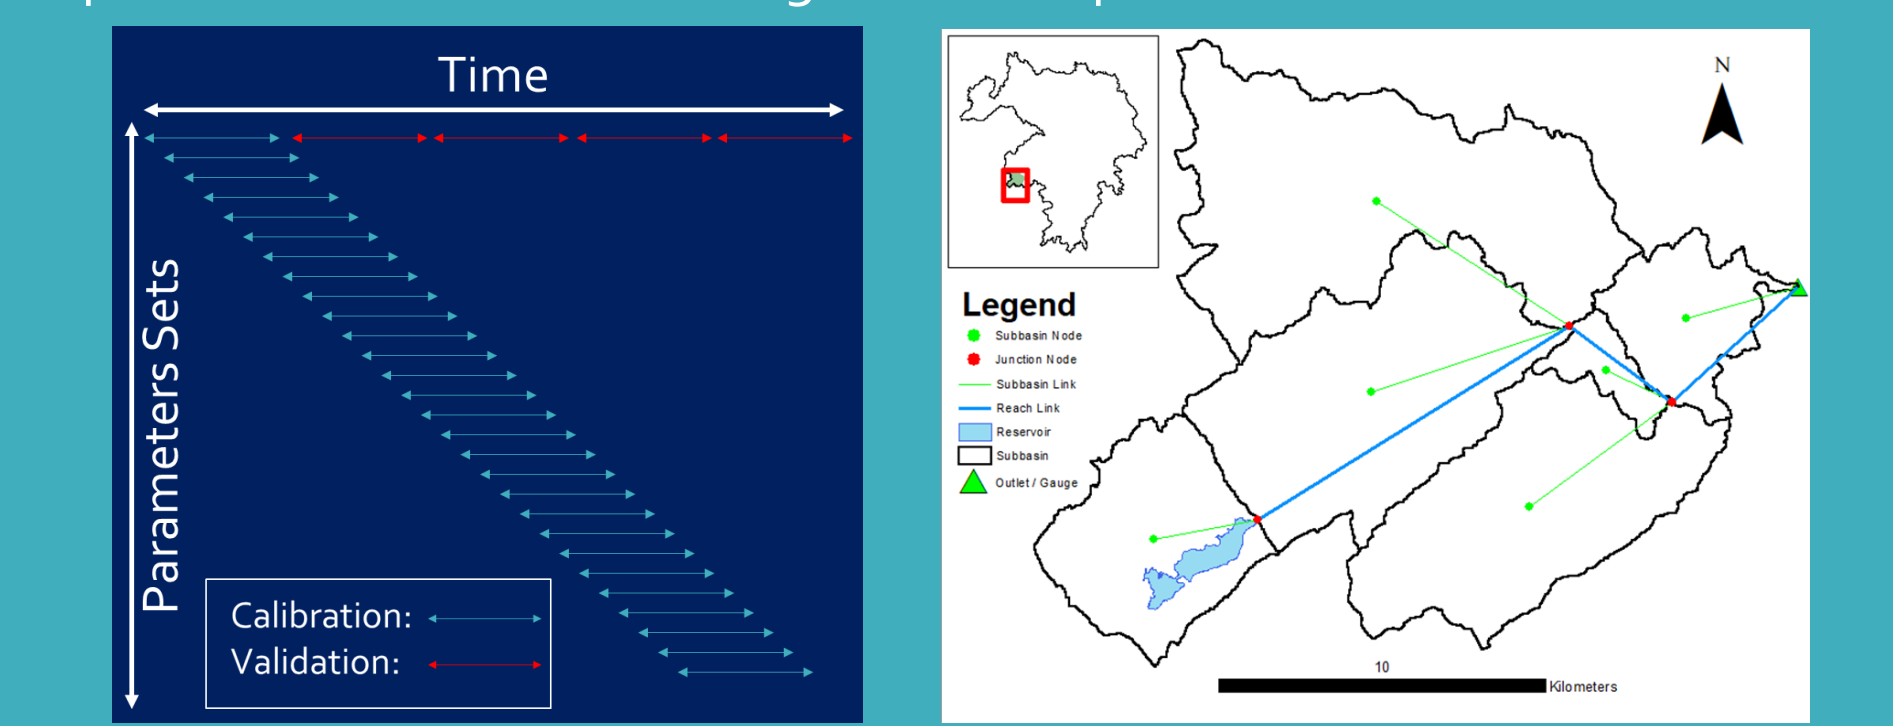 Time
Parameters Sets
Calibration:
Validation:
N
Legend
Subbasin Node
Junction Node
Subbasin Link
Reach Link
Reservoir
Subbasin
Outlet / Gauge
10
Kilometers